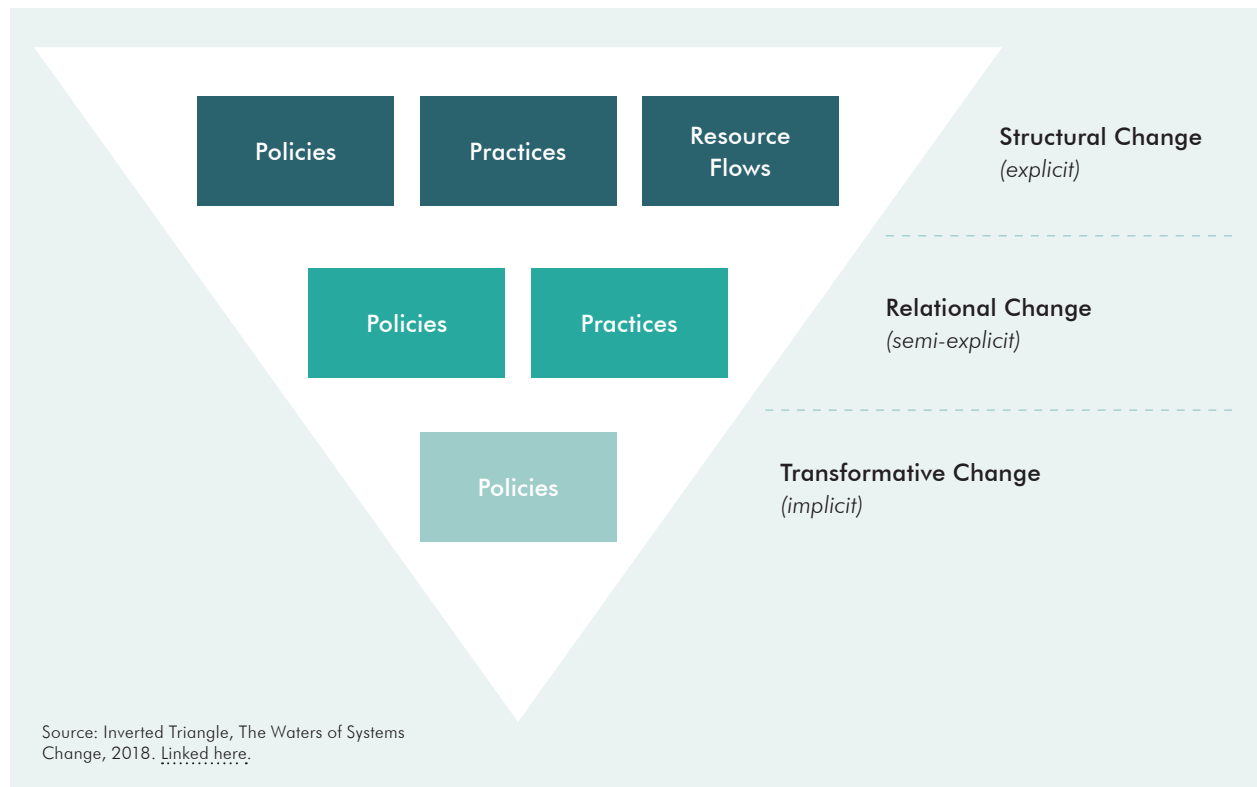 Policies
Practices
Resource
Flows
Structural Change
(explicit)
Policies
Practices
Relational Change
(semi-explicit)
Policies
Transformative Change
(implicit)
Source: Inverted Triangle, The Waters of Systems
Change, 2018. Linked here.